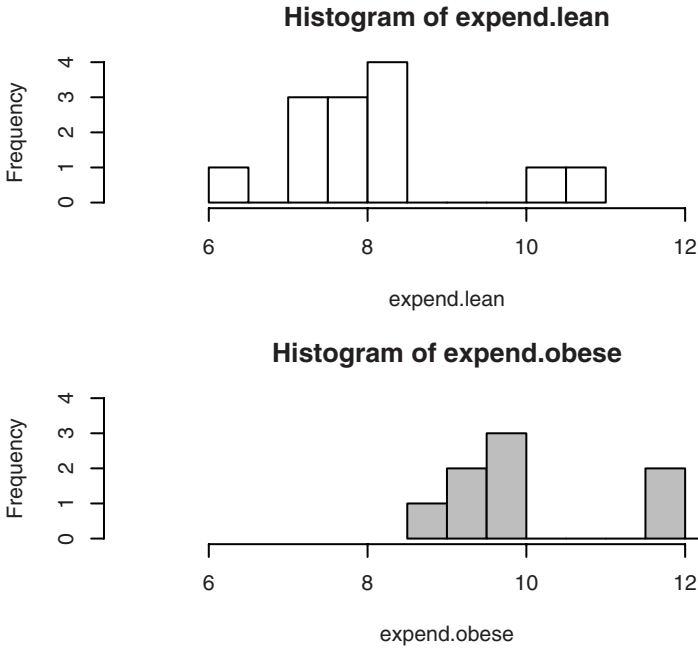 Histogram of expend.lean
Frequency
4
3
2
1
0
6 8 10 12
expend.lean
Histogram of expend.obese
Frequency
4
3
2
1
0
6 8 10 12
expend.obese